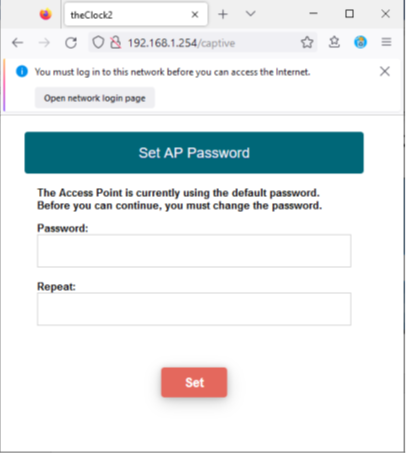 theClock2
192.168.1.254/captive
You must log in to this network before you can access the Internet.
Open network login page
Set AP Password
The Access Point is currently using the default password.
Before you can continue, you must change the password.
Password:
Repeat:
Set